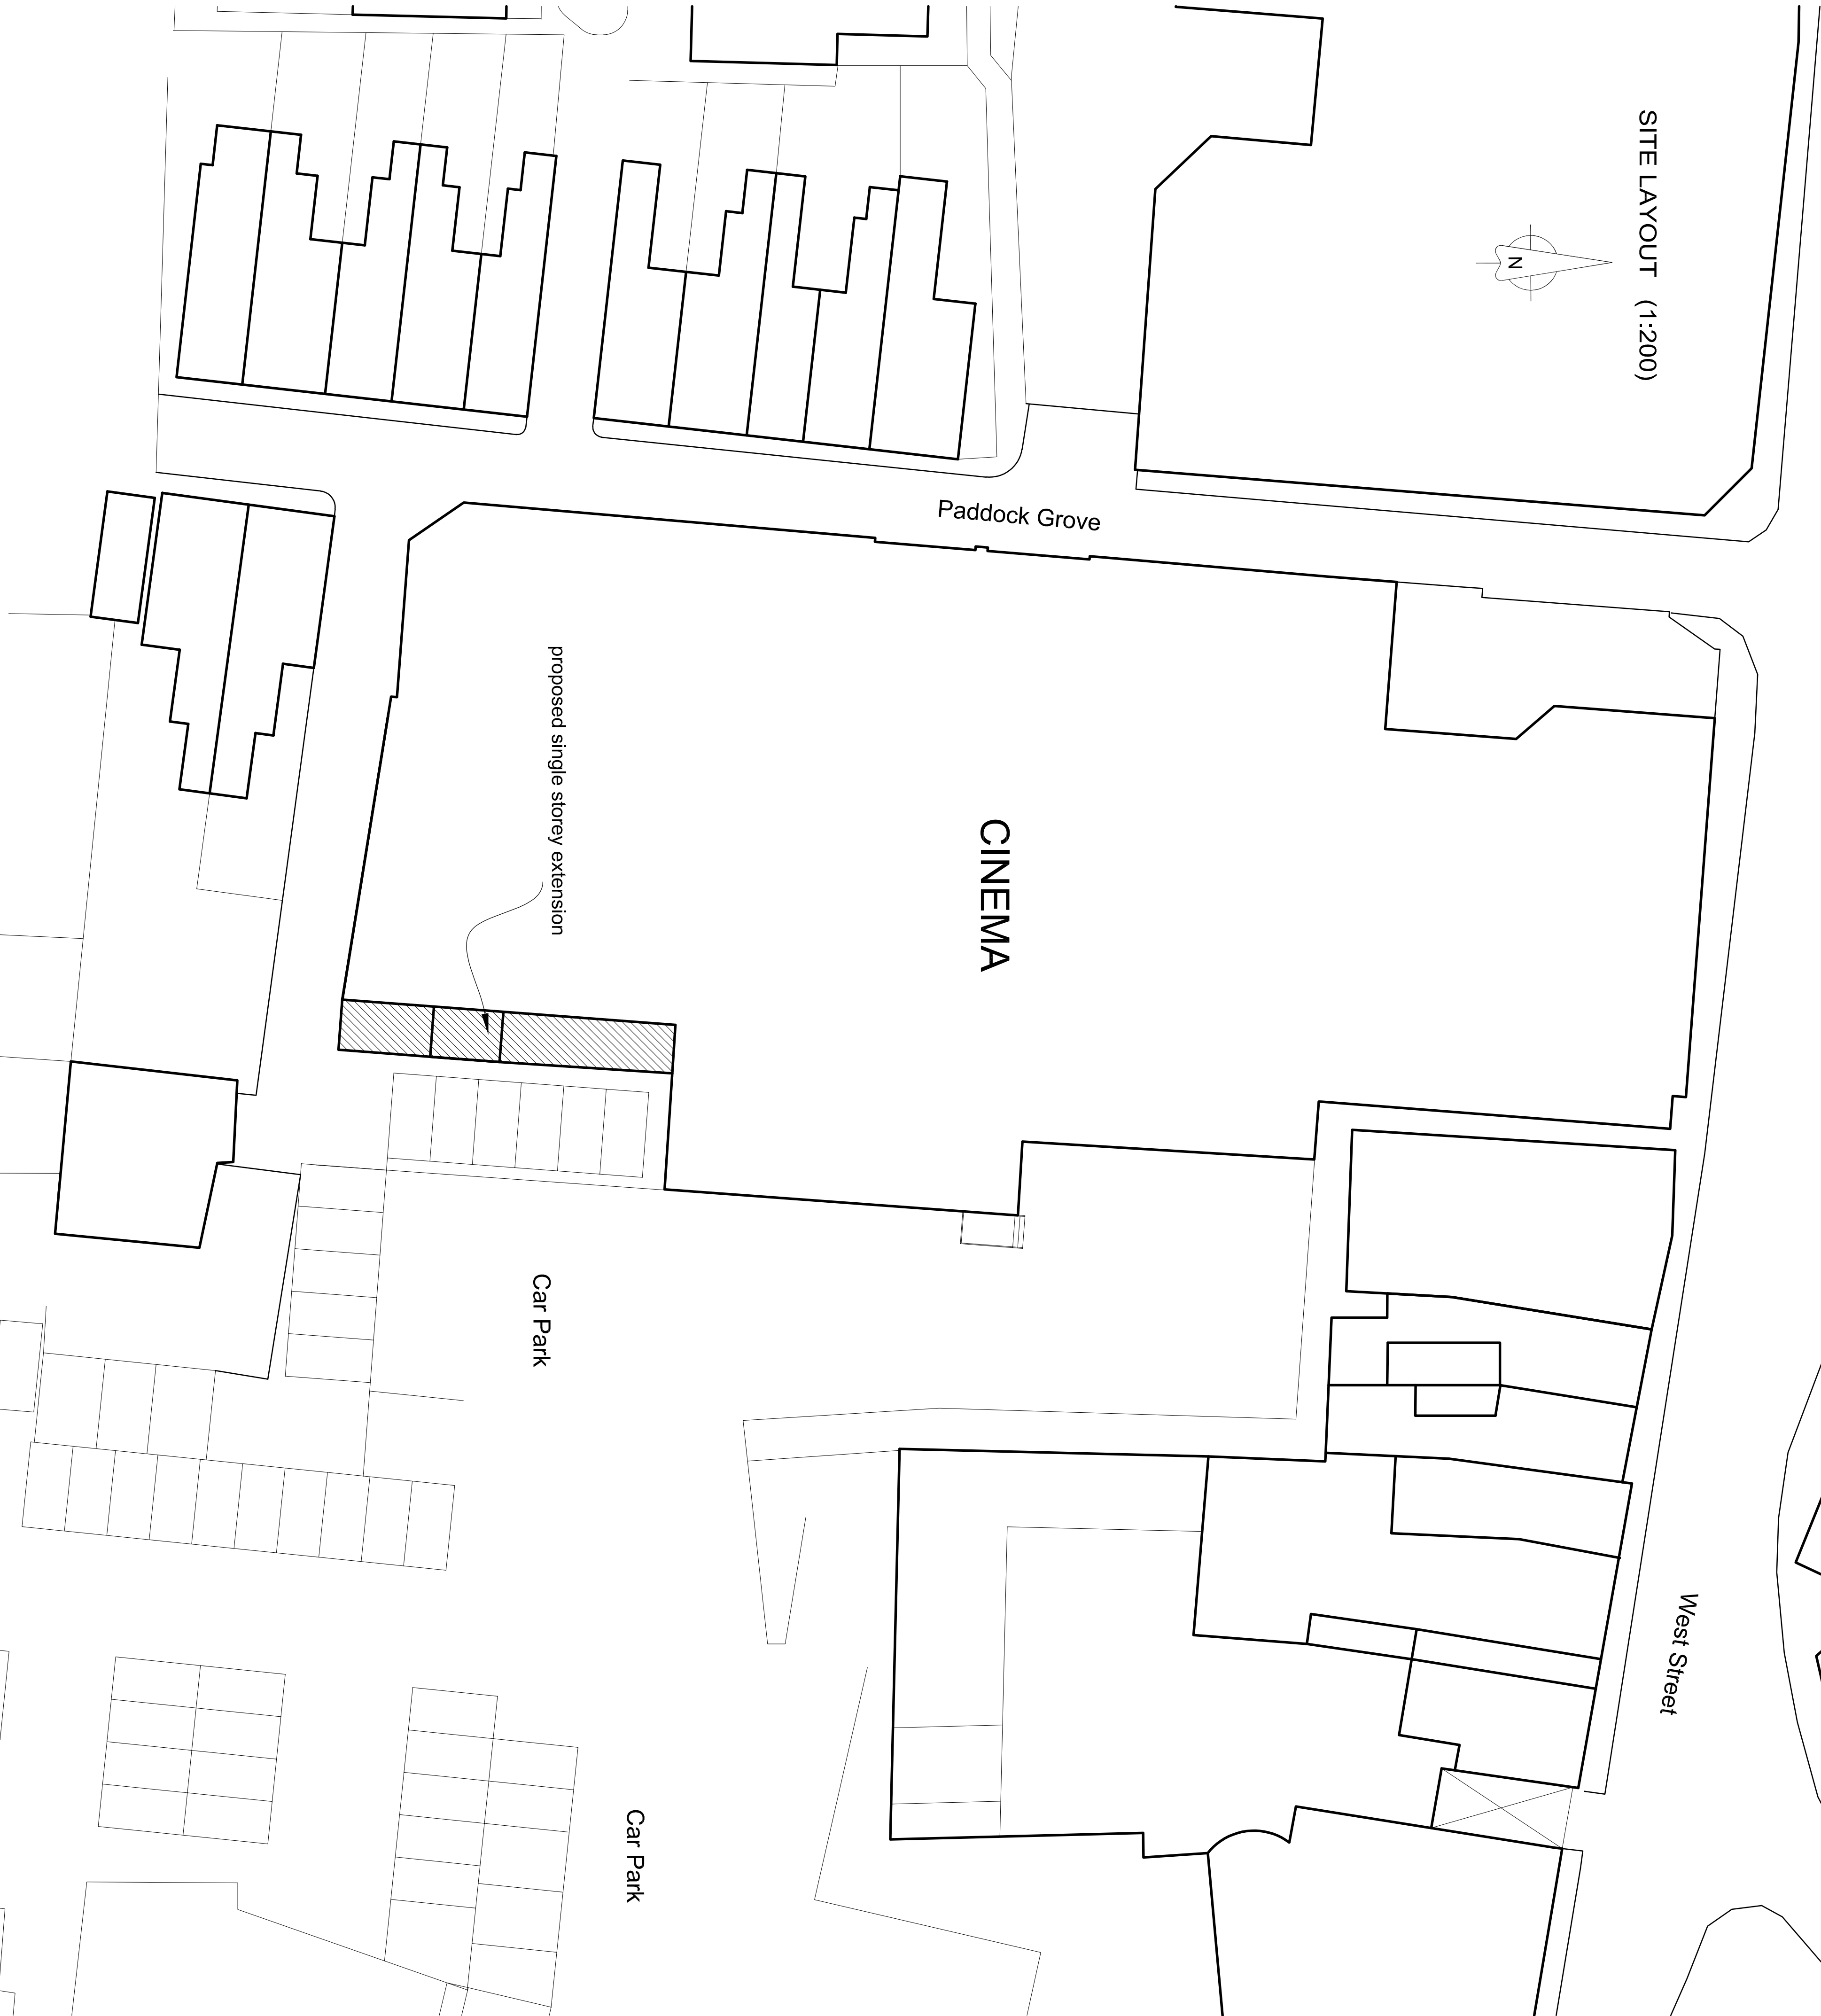 SITE LAYOUT (1:200)
N
Paddock Grove
proposed single storey extension
CINEMA
Car Park
West Street
Car Park